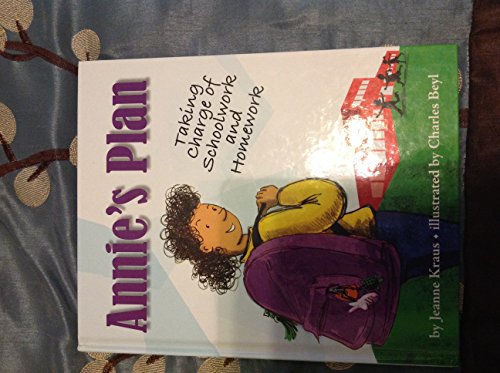 Annie's Plan
Taking
Charge of
Schoolwork
and
Homework
by Jeanne Kraus • illustrated by Charles Beyl